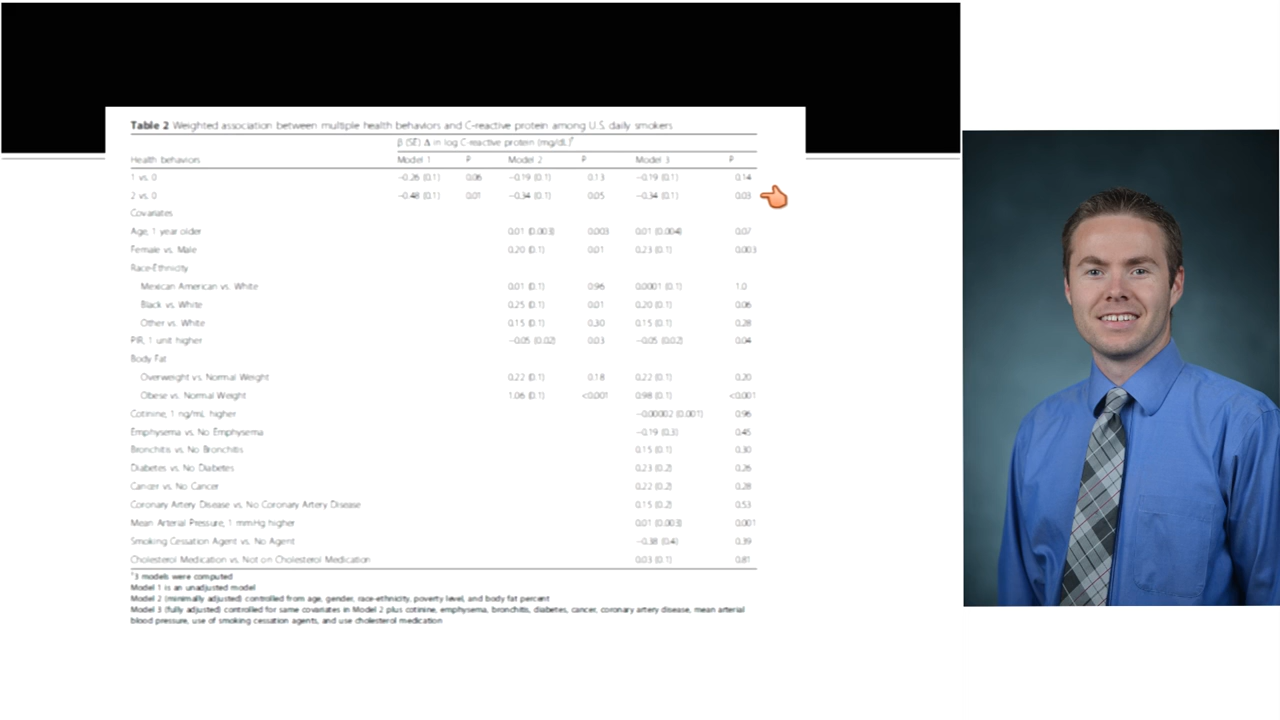 Table 2 Weighted association between multiple health behaviors and C-reactive protein among U.S. daily smokers
β (SE) Δ in log C-reactive protein (mg/dL)†
Health behaviors Model 1 P Model 2 P Model 3 P
1 vs. 0 −0.26 (0.1) 0.06 −0.19 (0.1) 0.13 −0.19 (0.1) 0.14
2 vs. 0 −0.48 (0.1) 0.01 −0.34 (0.1) 0.05 −0.34 (0.1) 0.03
Covariates
Age, 1 year older 0.01 (0.003) 0.003 0.01 (0.004) 0.07
Female vs. Male 0.20 (0.1) 0.01 0.23 (0.1) 0.003
Race-Ethnicity
Mexican American vs. White 0.01 (0.1) 0.96 0.0001 (0.1) 1.0
Black vs. White 0.25 (0.1) 0.01 0.20 (0.1) 0.06
Other vs. White 0.15 (0.1) 0.30 0.15 (0.1) 0.28
PIR, 1 unit higher −0.05 (0.02) 0.03 −0.05 (0.02) 0.04
Body Fat
Overweight vs. Normal Weight 0.22 (0.1) 0.18 0.22 (0.1) 0.20
Obese vs. Normal Weight 1.06 (0.1) <0.001 0.98 (0.1) <0.001
Cotinine, 1 ng/mL higher −0.00002 (0.001) 0.96
Emphysema vs. No Emphysema −0.19 (0.3) 0.45
Bronchitis vs. No Bronchitis 0.15 (0.1) 0.30
Diabetes vs. No Diabetes 0.23 (0.2) 0.26
Cancer vs. No Cancer 0.22 (0.2) 0.28
Coronary Artery Disease vs. No Coronary Artery Disease 0.15 (0.2) 0.53
Mean Arterial Pressure, 1 mmHg higher 0.01 (0.003) 0.001
Smoking Cessation Agent vs. No Agent −0.38 (0.4) 0.39
Cholesterol Medication vs. Not on Cholesterol Medication 0.03 (0.1) 0.81
†3 models were computed
Model 1 is an unadjusted model
Model 2 (minimally adjusted) controlled from age, gender, race-ethnicity, poverty level, and body fat percent
Model 3 (fully adjusted) controlled for same covariates in Model 2 plus cotinine, emphysema, bronchitis, diabetes, cancer, coronary artery disease, mean arterial
blood pressure, use of smoking cessation agents, and use cholesterol medication